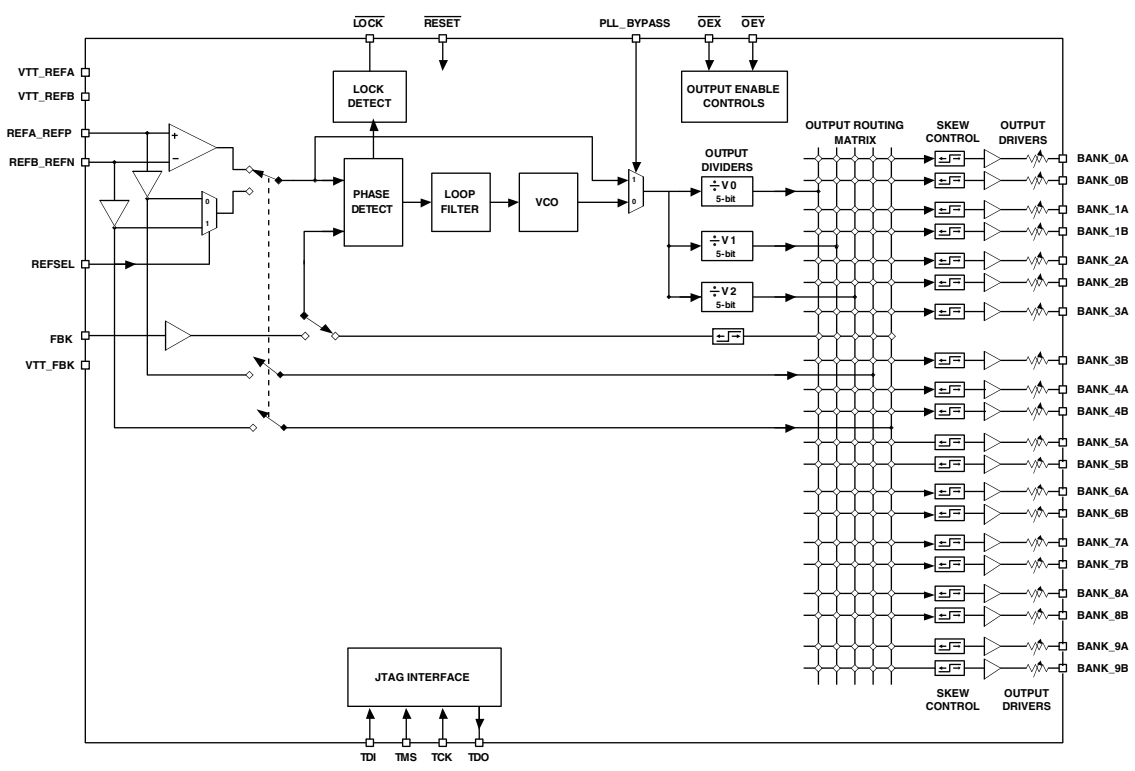 LOCK
RESET
PLL_BYPASS
OEX
OEY
VTT_REFA
VTT_REFB
REFA_REFP
REFB_REFN
REFSEL
FBK
VTT_FBK
+
–
0
1
LOCK
DETECT
PHASE
DETECT
LOOP
FILTER
VCO
1
0
OUTPUT ENABLE
CONTROLS
OUTPUT
DIVIDERS
÷V0
5-bit
÷V1
5-bit
÷V2
5-bit
OUTPUT ROUTING
MATRIX
SKEW
CONTROL
OUTPUT
DRIVERS
BANK_0A
BANK_0B
BANK_1A
BANK_1B
BANK_2A
BANK_2B
BANK_3A
BANK_3B
BANK_4A
BANK_4B
BANK_5A
BANK_5B
BANK_6A
BANK_6B
BANK_7A
BANK_7B
BANK_8A
BANK_8B
BANK_9A
BANK_9B
SKEW
CONTROL
OUTPUT
DRIVERS
JTAG INTERFACE
TDI
TMS
TCK
TDO